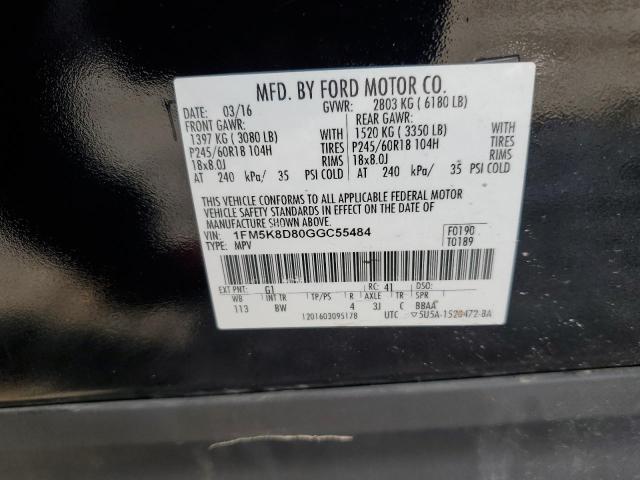 MFD. BY FORD MOTOR CO.
DATE: 03/16 GVWR: 2803 KG ( 6180 LB)
FRONT GAWR: REAR GAWR:
1397 KG ( 3080 LB) WITH 1520 KG ( 3350 LB) WITH
P245/60R18 104H TIRES P245/60R18 104H TIRES
18x8.0J RIMS 18x8.0J RIMS
AT 240 kPa/ 35 PSI COLD AT 240 kPa/ 35 PSI COLD
THIS VEHICLE CONFORMS TO ALL APPLICABLE FEDERAL MOTOR
VEHICLE SAFETY STANDARDS IN EFFECT ON THE DATE OF
MANUFACTURE SHOWN ABOVE.
VIN: 1FM5K8D80GGC55484 F0190
TYPE: MPV T0189
EXT PNT: G1 RC: 41 DSO:
WB INT TR TP/PS R AXLE TR SPR
113 BW 4 3J C BBAA
1201603095178 UTC ▽5U5A-1520472-BA